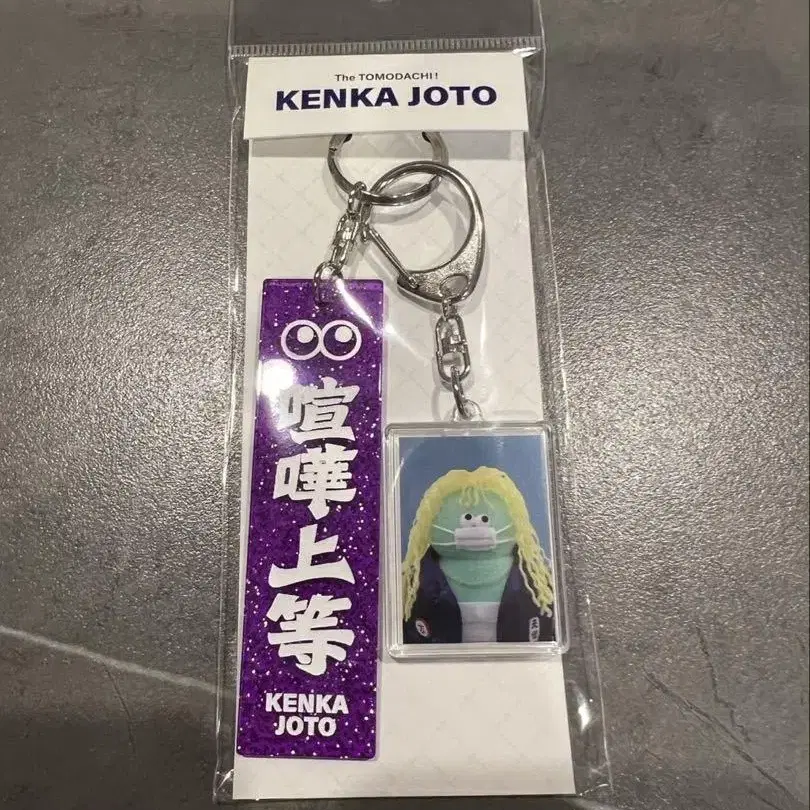 The TOMODACHI!
KENKA JOTO
喧嘩上等
KENKA
JOTO